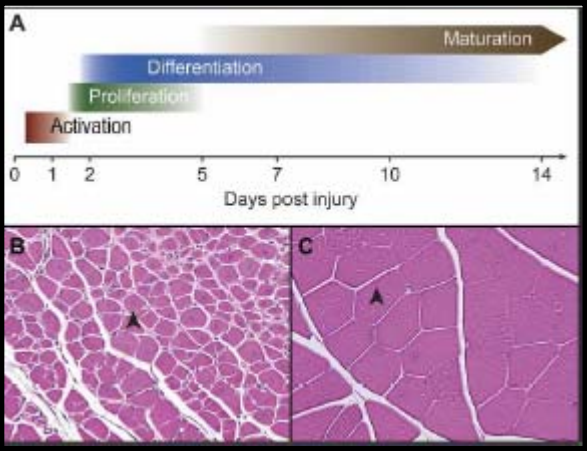 A
Maturation
Differentiation
Proliferation
Activation
0 1 2 5 7 10 14
Days post injury
B
C